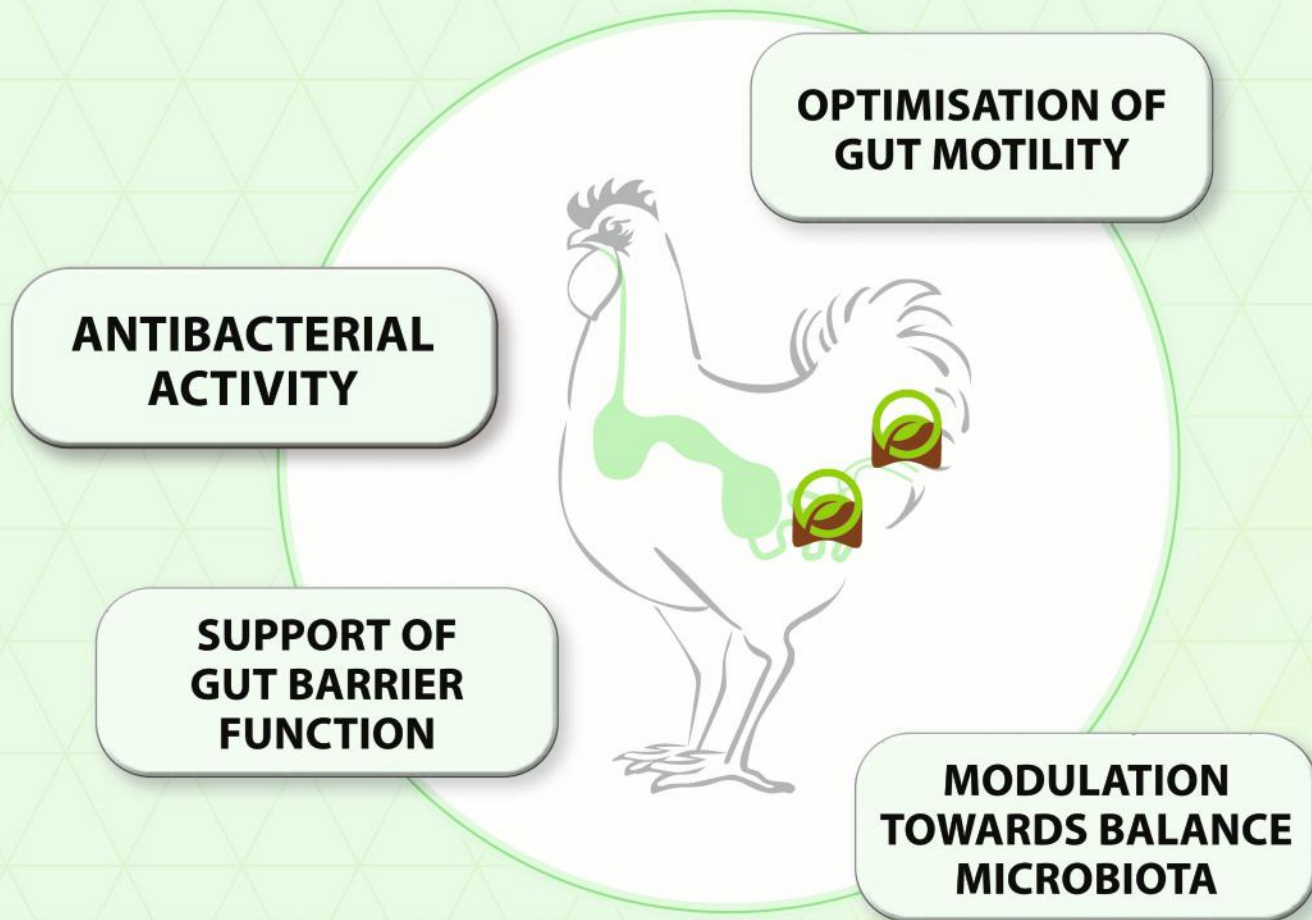 OPTIMISATION OF
GUT MOTILITY
ANTIBACTERIAL
ACTIVITY
SUPPORT OF
GUT BARRIER
FUNCTION
MODULATION
TOWARDS BALANCE
MICROBIOTA